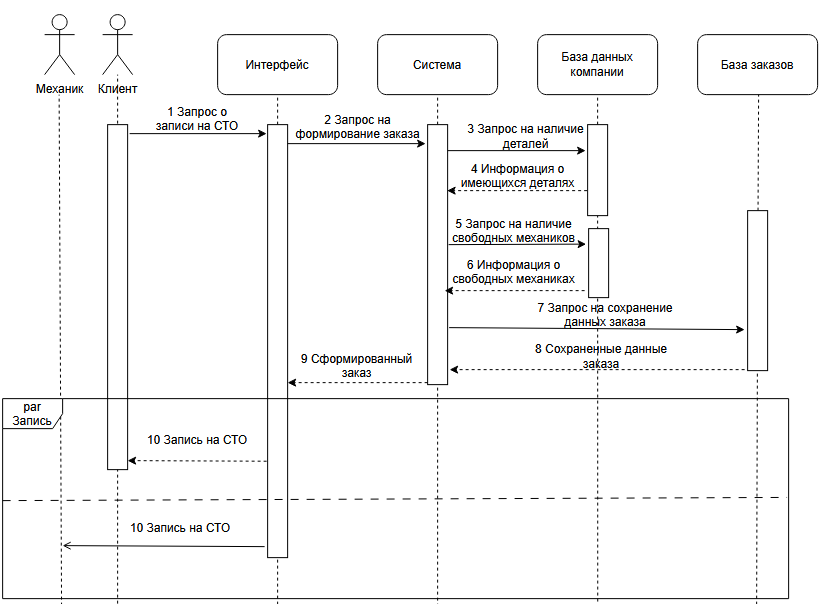 Механик
Клиент
Интерфейс
Система
База данных
компании
База заказов
1 Запрос о
записи на СТО
2 Запрос на
формирование заказа
3 Запрос на наличие
деталей
4 Информация о
имеющихся деталях
5 Запрос на наличие
свободных механиков
6 Информация о
свободных механиках
7 Запрос на сохранение
данных заказа
8 Сохраненные данные
заказа
9 Сформированный
заказ
par
Запись
10 Запись на СТО
10 Запись на СТО